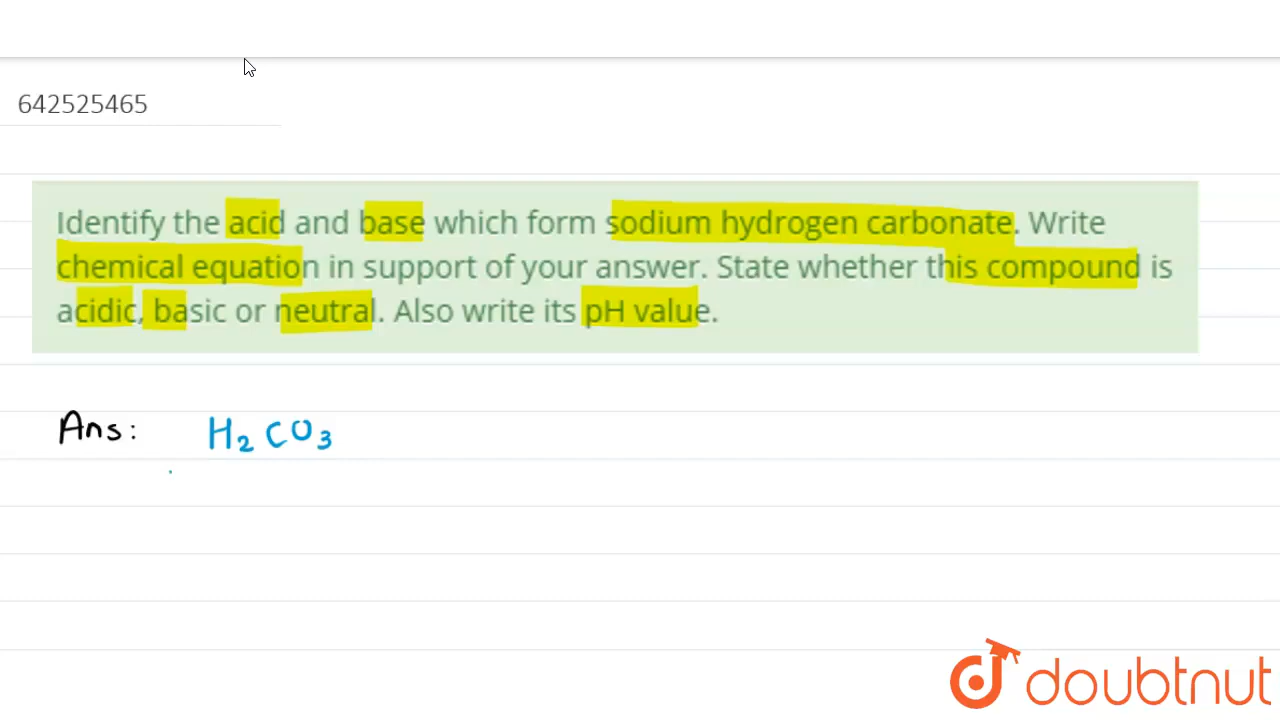 642525465
Identify the acid and base which form sodium hydrogen carbonate. Write
chemical equation in support of your answer. State whether this compound is
acidic, basic or neutral. Also write its pH value.
Ans: H₂CO₃
doubtnut